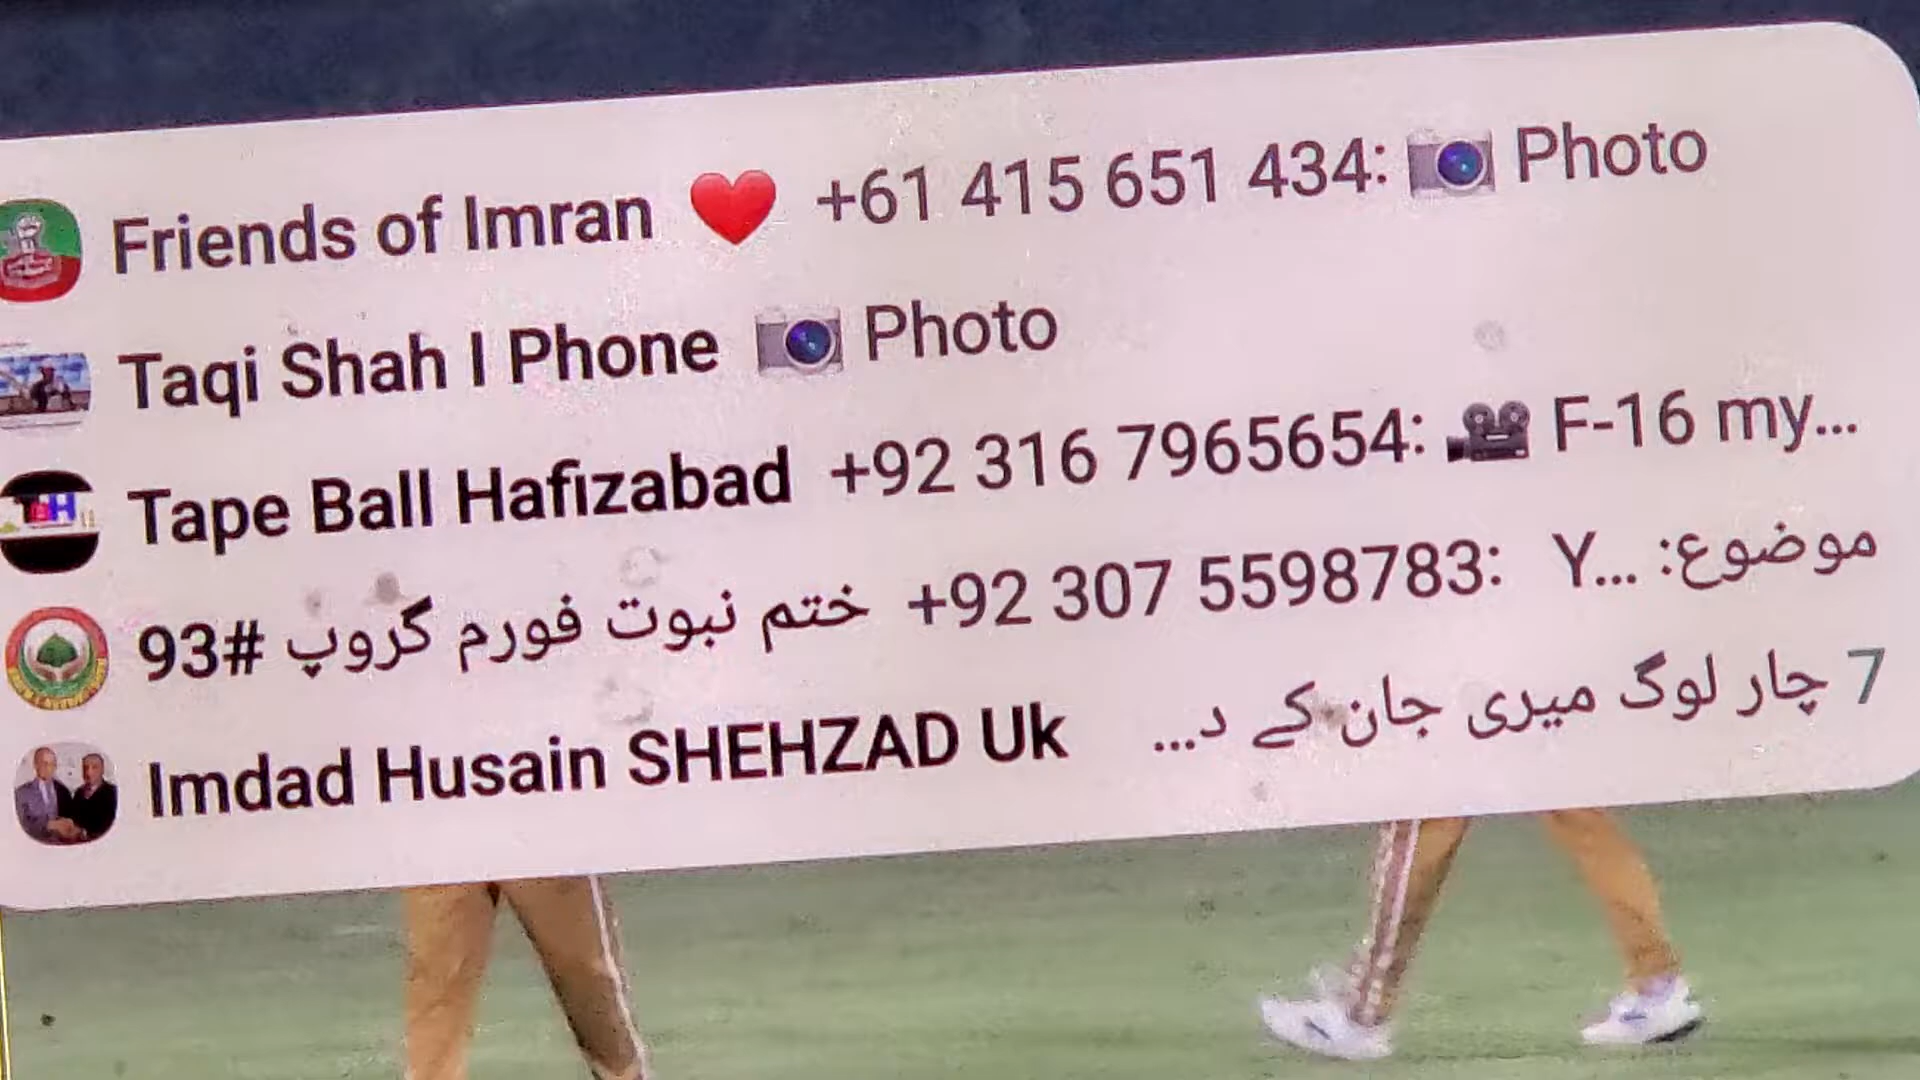 Friends of Imran ❤️ +61 415 651 434: 📷 Photo
Taqi Shah I Phone 📷 Photo
Tape Ball Hafizabad +92 316 7965654: 🎥 F-16 my...
ختم نبوت فورم گروپ #93 +92 307 5598783: موضوع: ...Y
Imdad Husain SHEHZAD Uk 7 چار لوگ میری جان کے د...